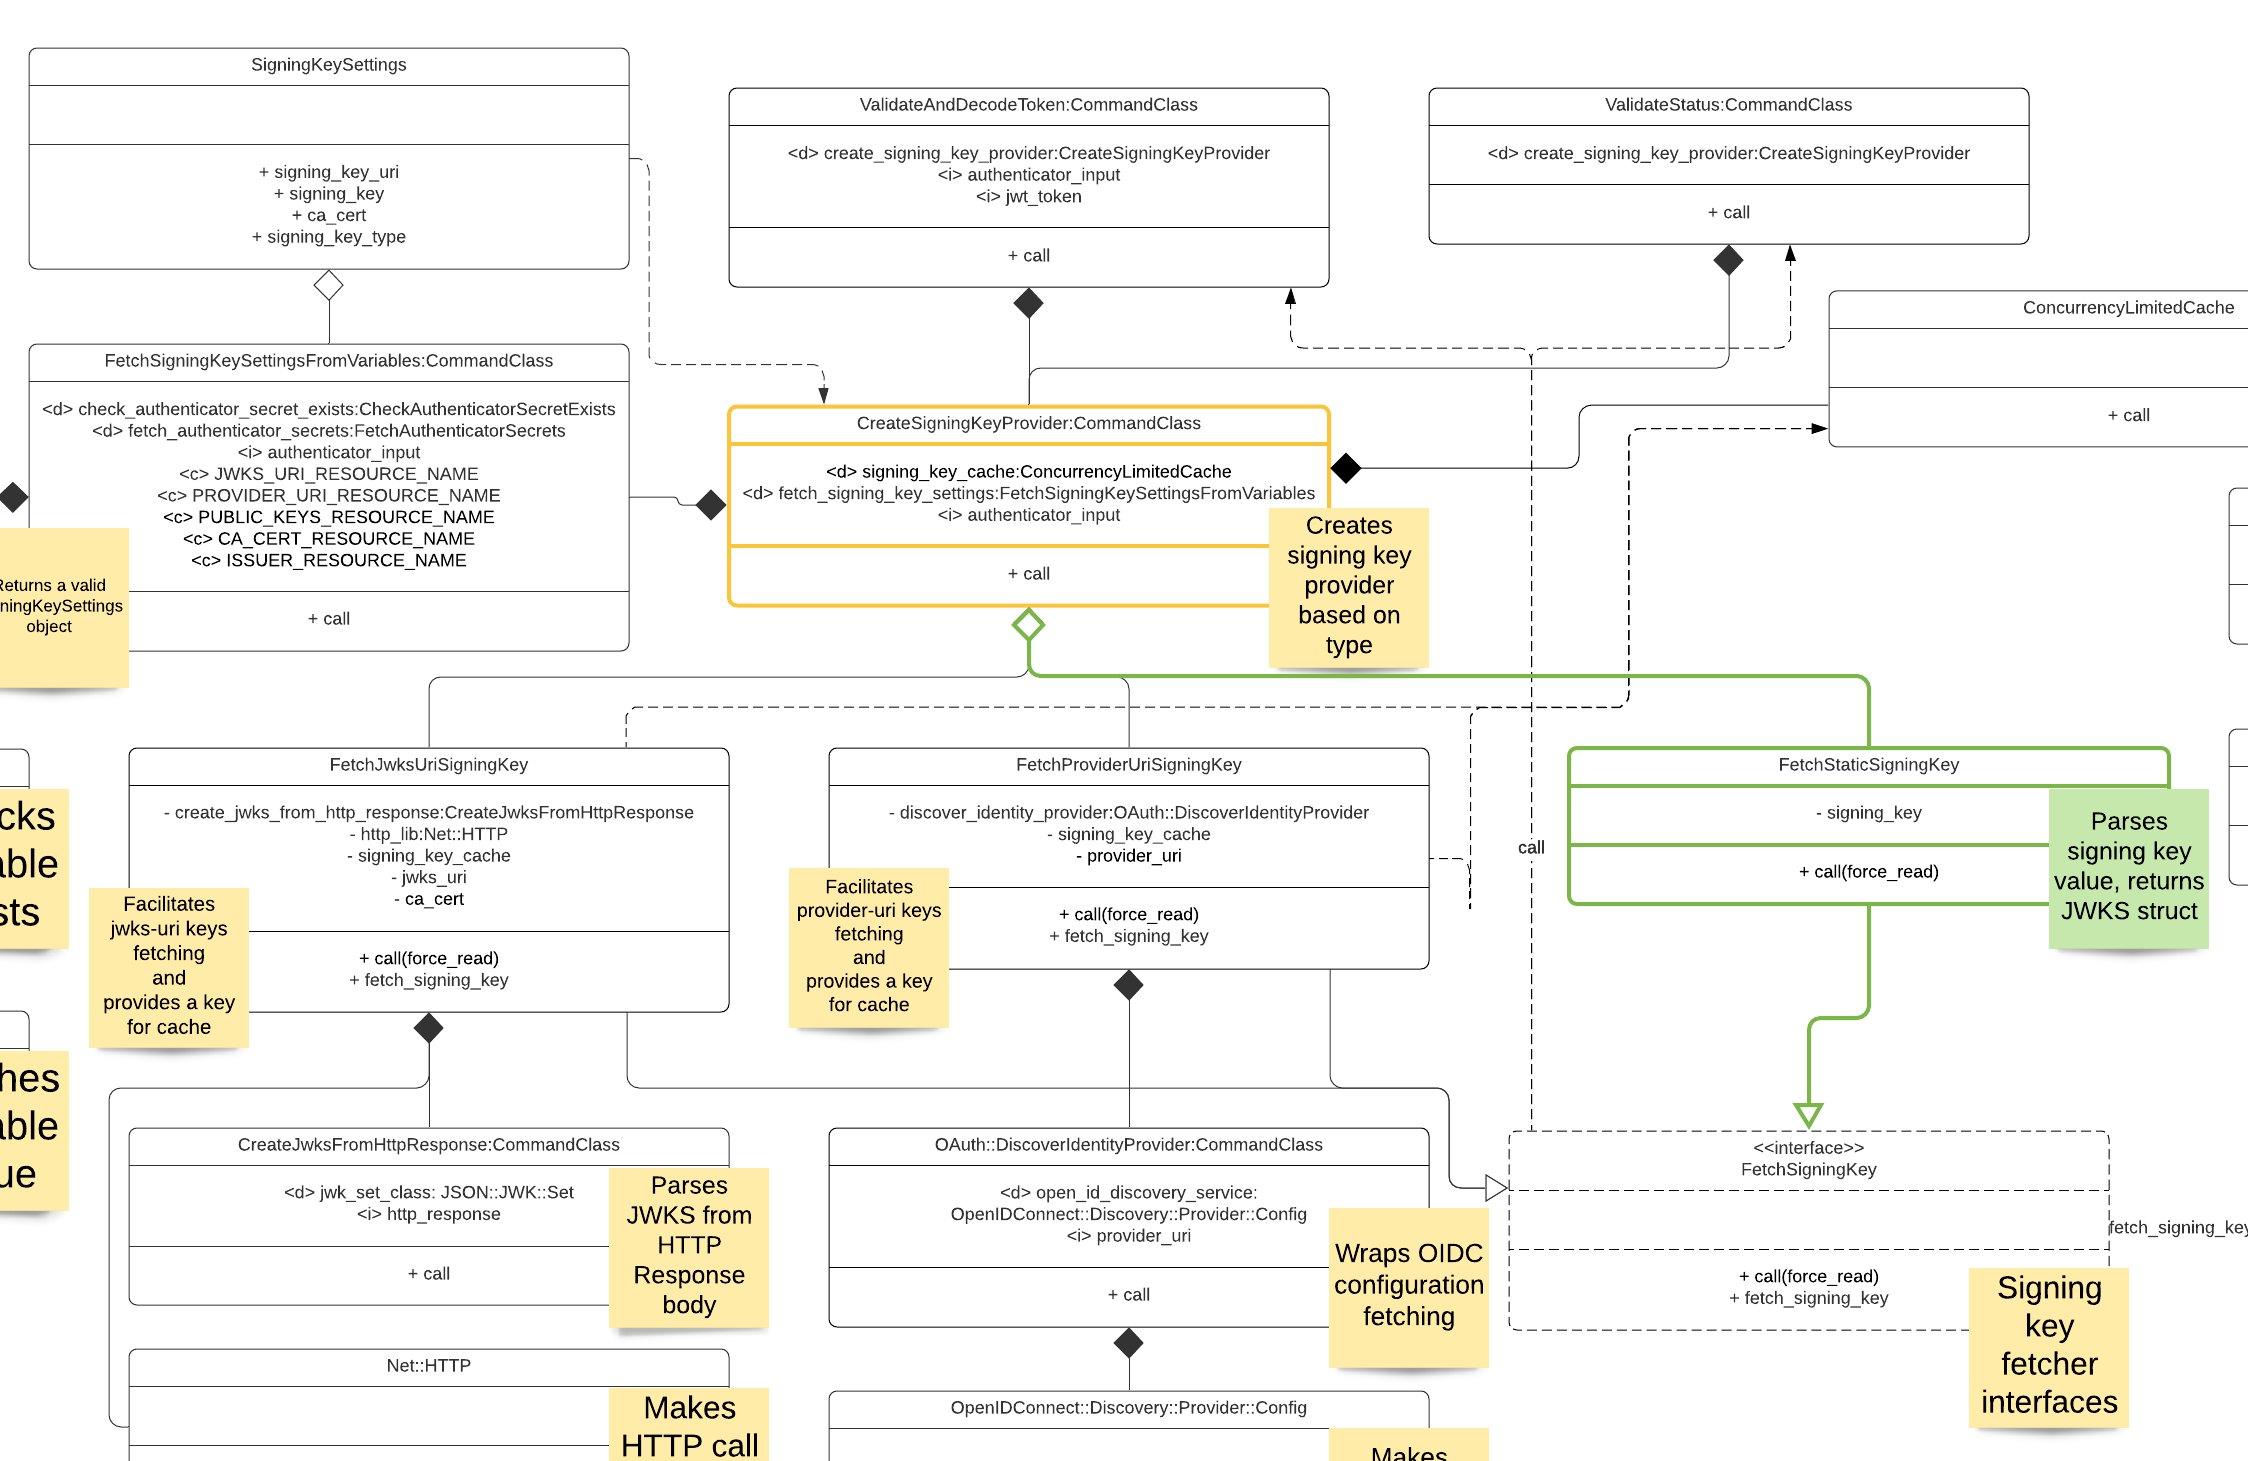 SigningKeySettings
+ signing_key_uri
+ signing_key
+ ca_cert
+ signing_key_type
ValidateAndDecodeToken:CommandClass
<d> create_signing_key_provider:CreateSigningKeyProvider
<i> authenticator_input
<i> jwt_token
+ call
ValidateStatus:CommandClass
<d> create_signing_key_provider:CreateSigningKeyProvider
+ call
ConcurrencyLimitedCache
+ call
FetchSigningKeySettingsFromVariables:CommandClass
<d> check_authenticator_secret_exists:CheckAuthenticatorSecretExists
<d> fetch_authenticator_secrets:FetchAuthenticatorSecrets
<i> authenticator_input
<c> JWKS_URI_RESOURCE_NAME
<c> PROVIDER_URI_RESOURCE_NAME
<c> PUBLIC_KEYS_RESOURCE_NAME
<c> CA_CERT_RESOURCE_NAME
<c> ISSUER_RESOURCE_NAME
+ call
Returns a valid
ningKeySettings
object
CreateSigningKeyProvider:CommandClass
<d> signing_key_cache:ConcurrencyLimitedCache
<d> fetch_signing_key_settings:FetchSigningKeySettingsFromVariables
<i> authenticator_input
+ call
Creates
signing key
provider
based on
type
cks
able
sts
FetchJwksUriSigningKey
- create_jwks_from_http_response:CreateJwksFromHttpResponse
- http_lib:Net::HTTP
- signing_key_cache
- jwks_uri
- ca_cert
+ call(force_read)
+ fetch_signing_key
Facilitates
jwks-uri keys
fetching
and
provides a key
for cache
FetchProviderUriSigningKey
- discover_identity_provider:OAuth::DiscoverIdentityProvider
- signing_key_cache
- provider_uri
+ call(force_read)
+ fetch_signing_key
Facilitates
provider-uri keys
fetching
and
provides a key
for cache
call
FetchStaticSigningKey
- signing_key
+ call(force_read)
Parses
signing key
value, returns
JWKS struct
hes
able
ue
CreateJwksFromHttpResponse:CommandClass
<d> jwk_set_class: JSON::JWK::Set
<i> http_response
+ call
Parses
JWKS from
HTTP
Response
body
OAuth::DiscoverIdentityProvider:CommandClass
<d> open_id_discovery_service:
OpenIDConnect::Discovery::Provider::Config
<i> provider_uri
+ call
Wraps OIDC
configuration
fetching
<<interface>>
FetchSigningKey
fetch_signing_key
+ call(force_read)
+ fetch_signing_key
Signing
key
fetcher
interfaces
Net::HTTP
Makes
HTTP call
OpenIDConnect::Discovery::Provider::Config
Makes